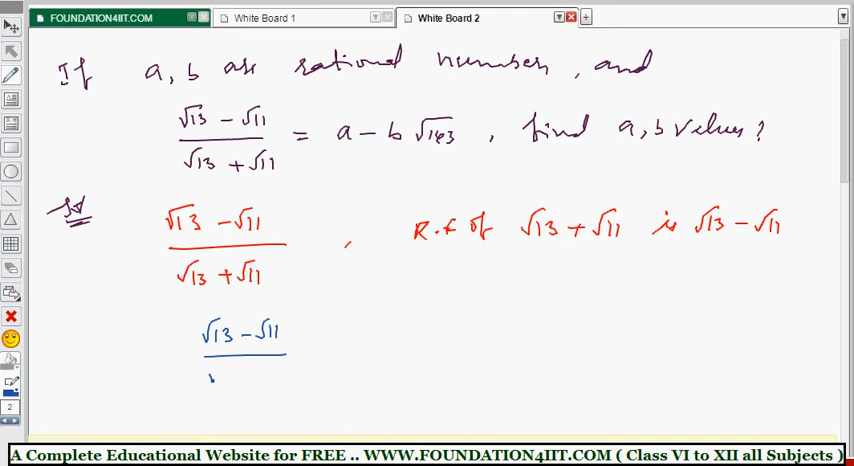 FOUNDATION4IIT.COM White Board 1 White Board 2
If a, b are rational number, and
(√13 − √11)/(√13 + √11) = a − b √143, find a, b values?
Sol
(√13 − √11)/(√13 + √11), R.F of √13 + √11 is √13 − √11
√13 − √11
2
A Complete Educational Website for FREE .. WWW.FOUNDATION4IIT.COM ( Class VI to XII all Subjects )